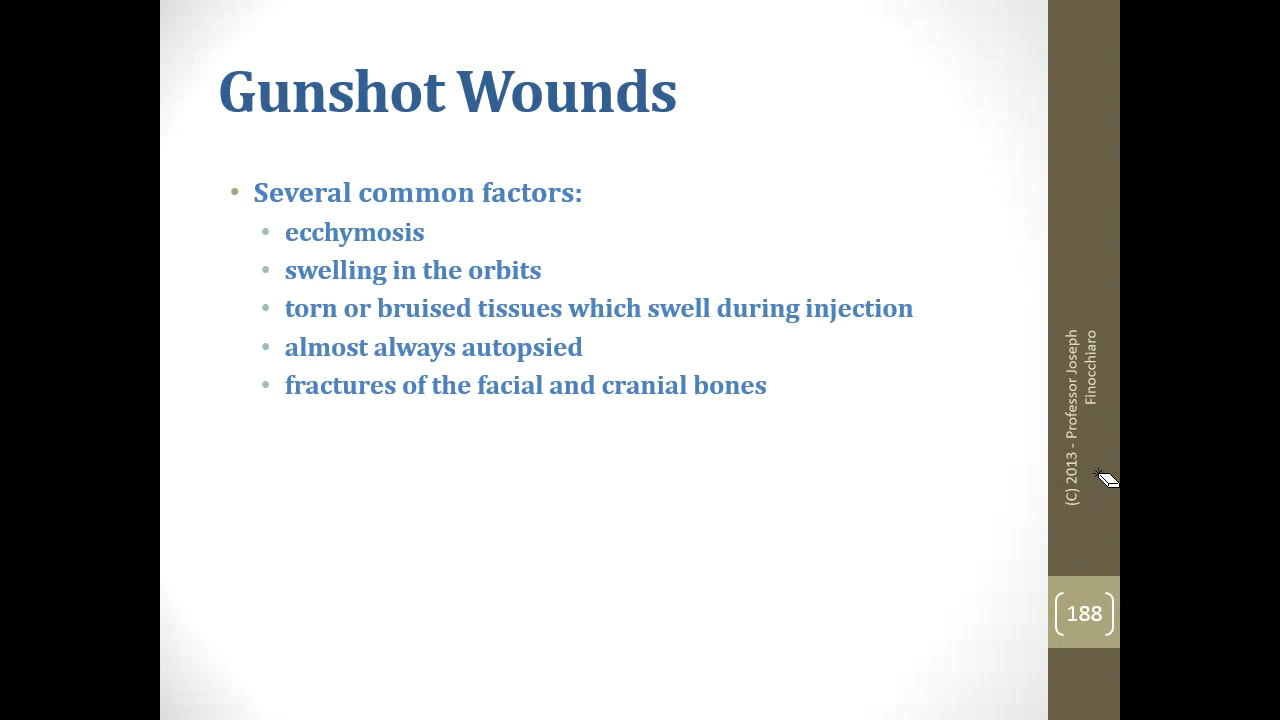 Gunshot Wounds
• Several common factors:
• ecchymosis
• swelling in the orbits
• torn or bruised tissues which swell during injection
• almost always autopsied
• fractures of the facial and cranial bones
(C) 2013 - Professor Joseph
Finocchiaro
188